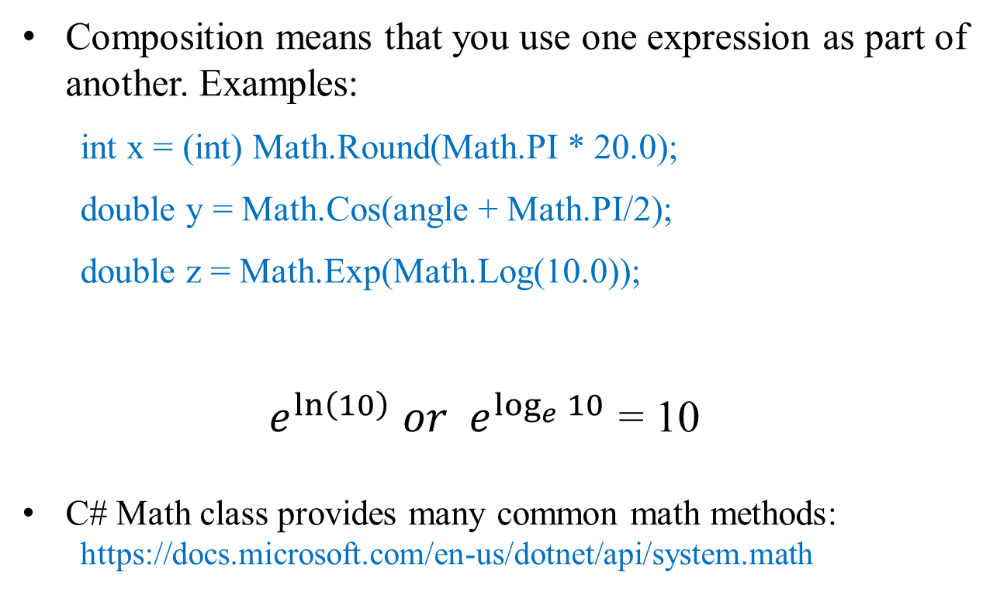 • Composition means that you use one expression as part of
another. Examples:
int x = (int) Math.Round(Math.PI * 20.0);
double y = Math.Cos(angle + Math.PI/2);
double z = Math.Exp(Math.Log(10.0));
e^ln(10) or e^log_e 10 = 10
• C# Math class provides many common math methods:
https://docs.microsoft.com/en-us/dotnet/api/system.math